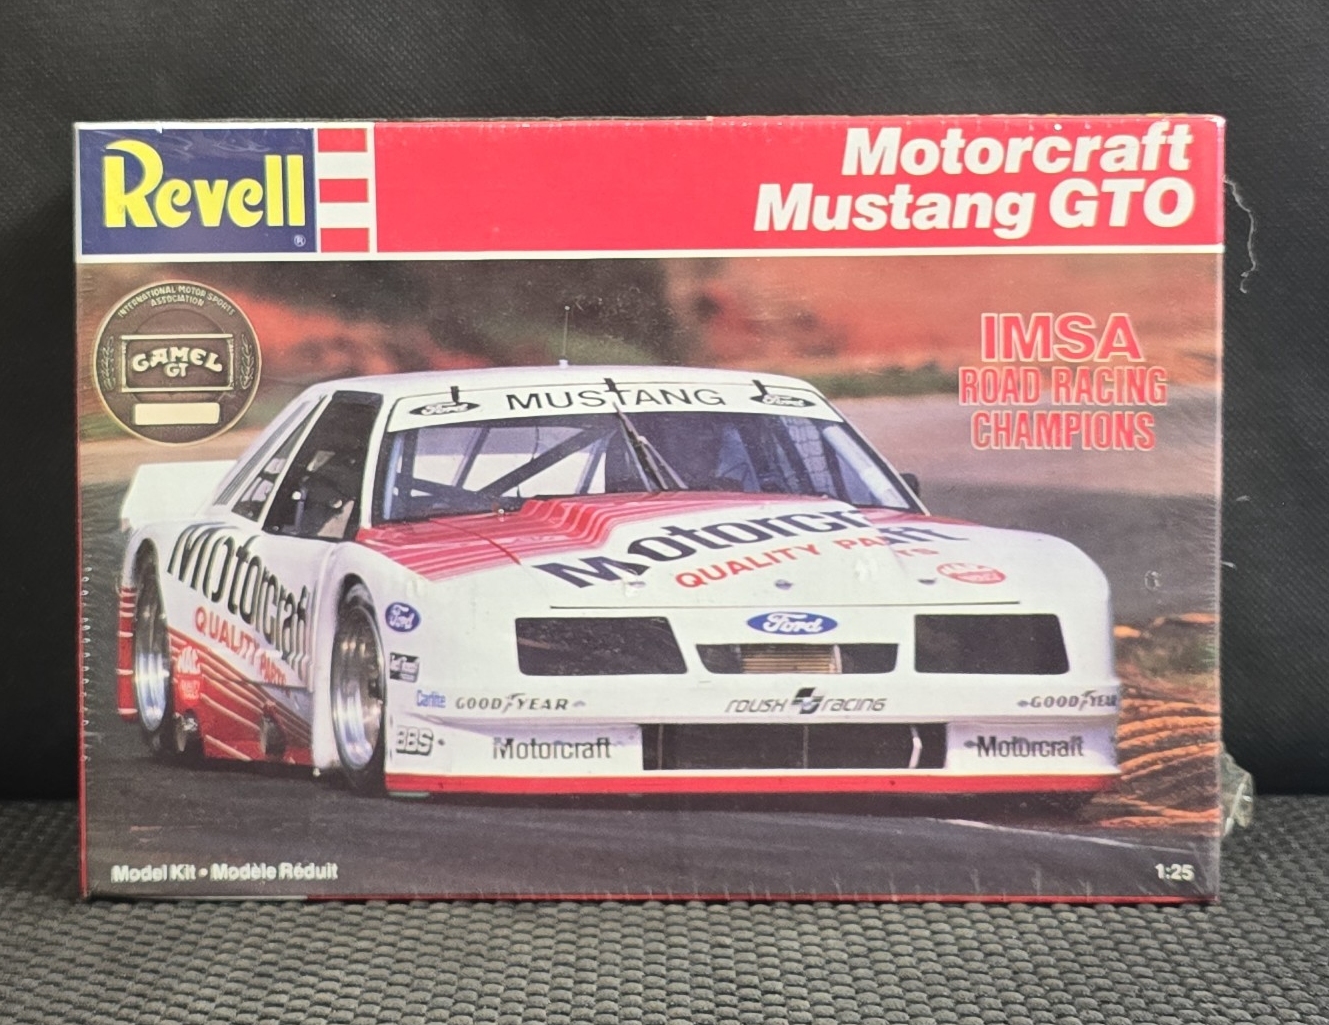 Revell
®
Motorcraft
Mustang GTO
INTERNATIONAL MOTOR SPORTS
ASSOCIATION
CAMEL
GT
IMSA
ROAD RACING
CHAMPIONS
Ford
MUSTANG
Ford
Motorcraft
QUALITY PARTS
Motorcraft
QUALITY PARTS
Ford
Ford
Carlite
GOODYEAR
ROUSH RACING
GOODYEAR
BBS
Motorcraft
Motorcraft
Model Kit • Modèle Réduit
1:25